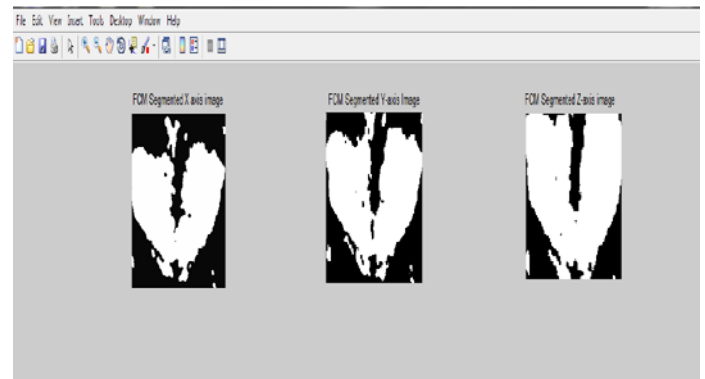 File Edit View Insert Tools Desktop Window Help
FCM Segmented X axis image
FCM Segmented Y-axis Image
FCM Segmented Z-axis image